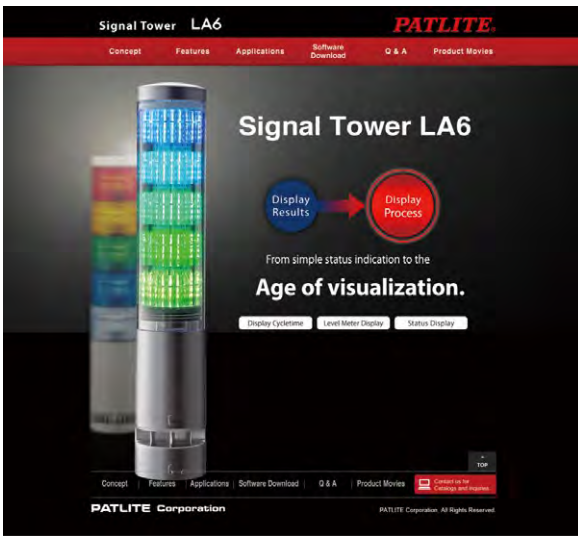 Signal Tower LA6
PATLITE®
Concept
Features
Applications
Software
Download
Q & A
Product Movies
Signal Tower LA6
Display
Results
Display
Process
From simple status indication to the
Age of visualization.
Display Cycletime
Level Meter Display
Status Display
TOP
Concept | Features | Applications | Software Download | Q & A | Product Movies
Contact us for
Catalogs and Inquiries
PATLITE Corporation
PATLITE Corporation All Rights Reserved